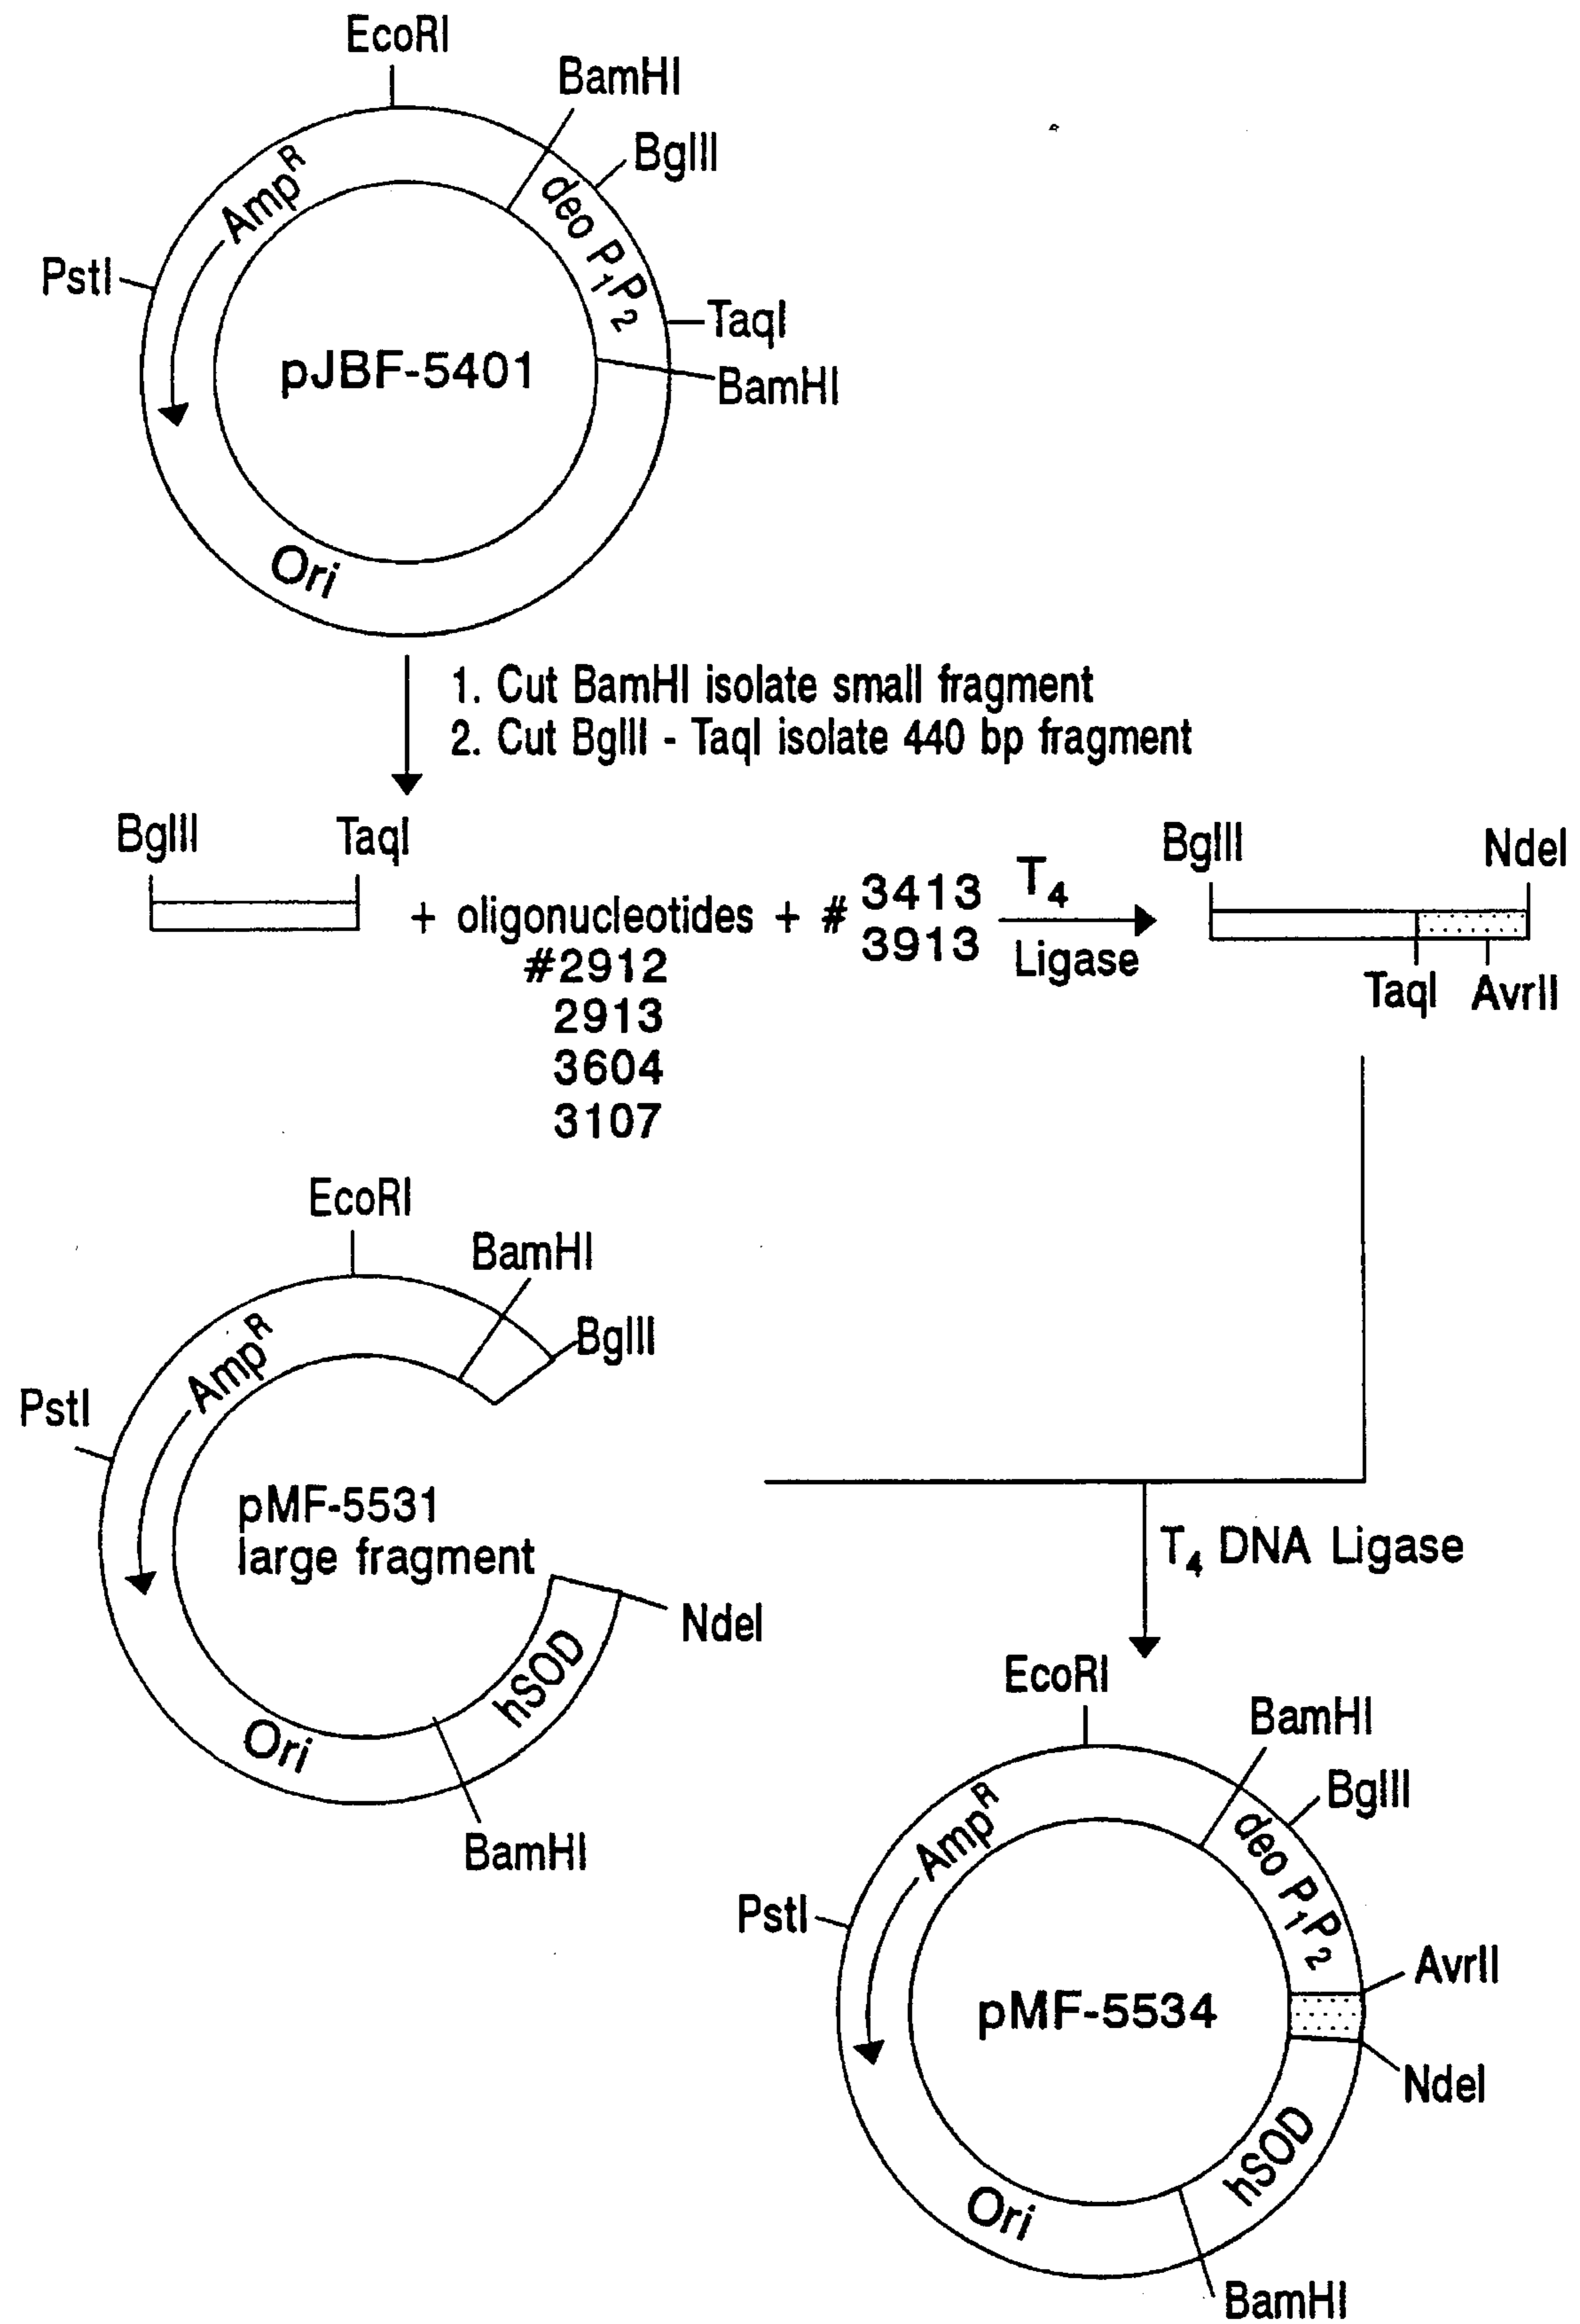 EcoRI
BamHI
BglII
Amp^R
deo P₁P₂
PstI
TaqI
pJBF-5401
BamHI
Ori
1. Cut BamHI isolate small fragment
2. Cut BglII - TaqI isolate 440 bp fragment
BglII TaqI
+ oligonucleotides + # 3413
3913
#2912
2913
3604
3107
T₄
Ligase
BglII NdeI
TaqI AvrII
EcoRI
BamHI
BglII
Amp^R
PstI
pMF-5531
large fragment
NdeI
hSOD
Ori
BamHI
T₄ DNA Ligase
EcoRI
BamHI
BglII
Amp^R
deo P₁P₂
PstI
AvrII
pMF-5534
NdeI
hSOD
Ori
BamHI